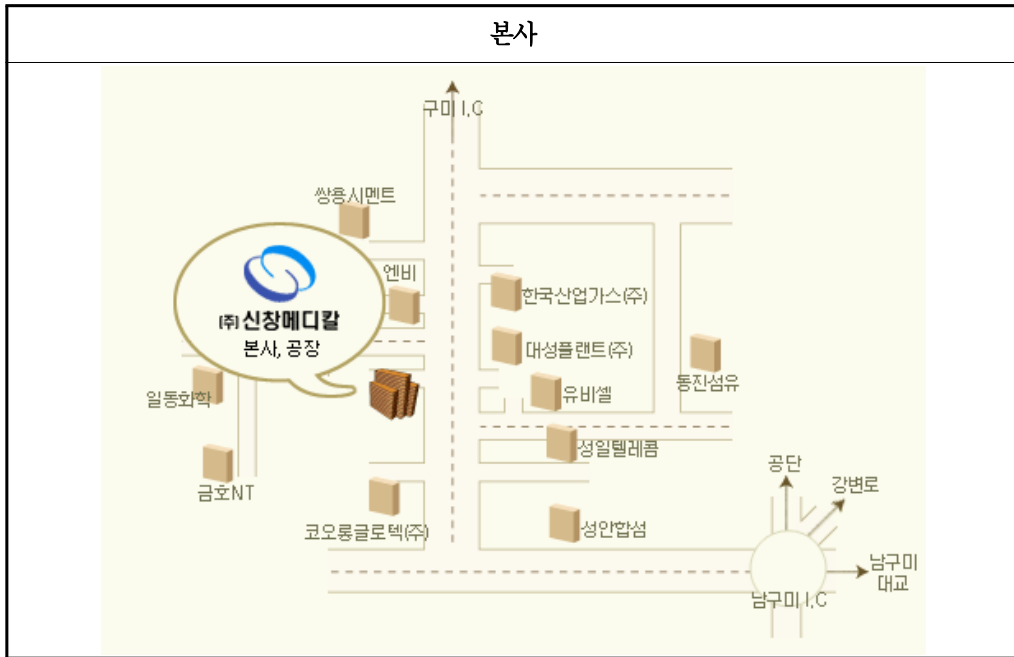 본사
구미 I.C
쌍용시멘트
엔비
한국산업가스(주)
(주)신창메디칼
본사, 공장
대성플랜트(주)
동진섬유
일동화학
유비셀
성일텔레콤
금호NT
공단
강변로
코오롱글로텍(주)
성안합섬
남구미
대교
남구미 I.C